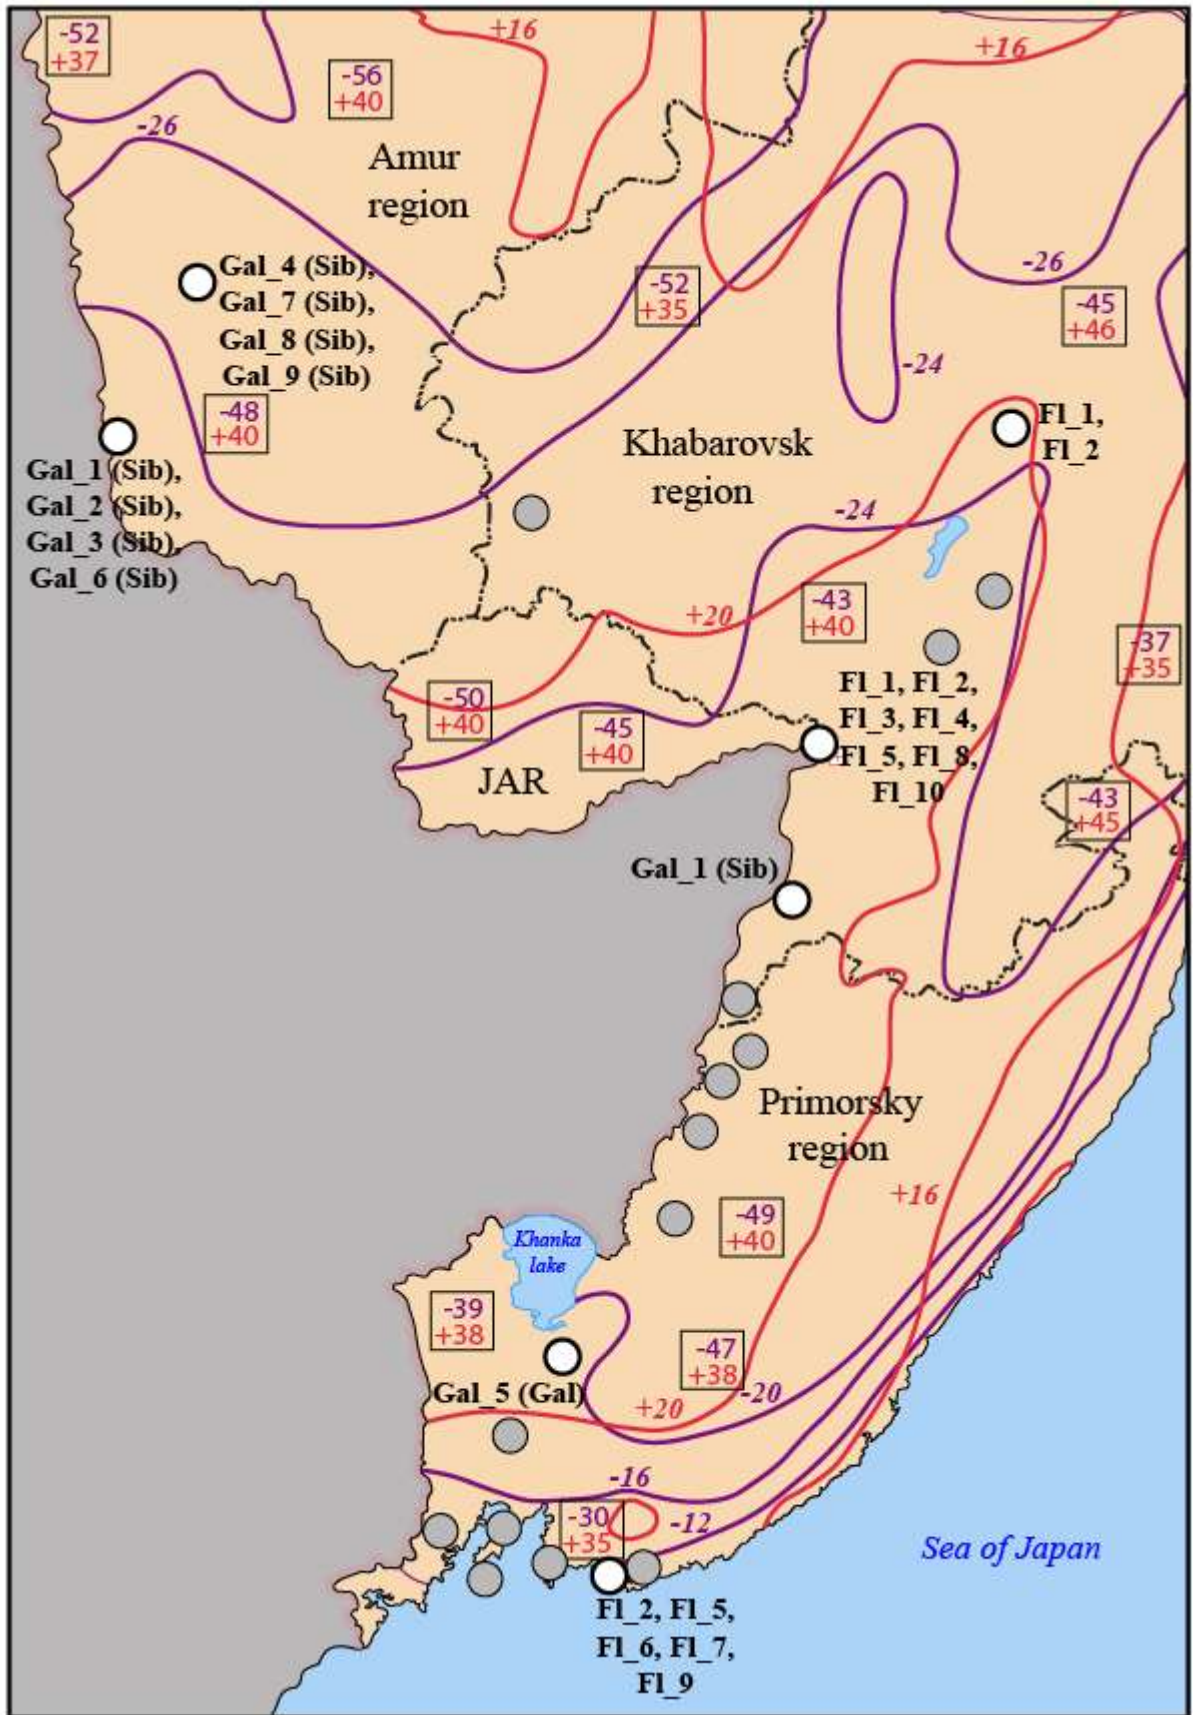 -52
+37
+16
+16
-56
+40
-26
Amur
region
Gal_4 (Sib),
Gal_7 (Sib),
Gal_8 (Sib),
Gal_9 (Sib)
-52
+35
-26
-45
+46
-24
-48
+40
Fl_1,
Fl_2
Khabarovsk
region
Gal_1 (Sib),
Gal_2 (Sib),
Gal_3 (Sib),
Gal_6 (Sib)
-24
+20
-43
+40
-37
+35
Fl_1, Fl_2,
Fl_3, Fl_4,
Fl_5, Fl_8,
Fl_10
-50
+40
-45
+40
JAR
-43
+45
Gal_1 (Sib)
Primorsky
region
+16
-49
+40
Khanka
lake
-39
+38
-47
+38
Gal_5 (Gal)
-20
+20
-16
-30
+35
-12
Sea of Japan
Fl_2, Fl_5,
Fl_6, Fl_7,
Fl_9